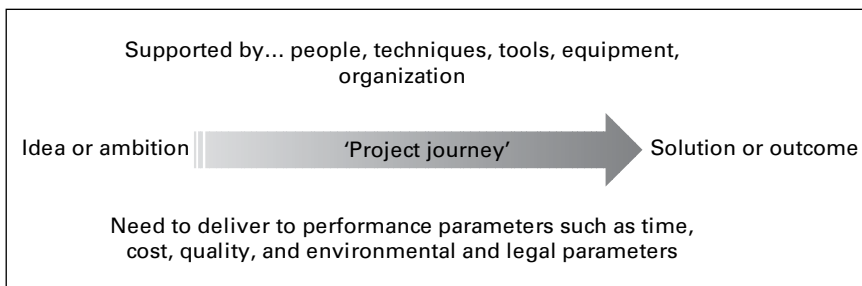 Supported by... people, techniques, tools, equipment,
organization
Idea or ambition
'Project journey'
Solution or outcome
Need to deliver to performance parameters such as time,
cost, quality, and environmental and legal parameters